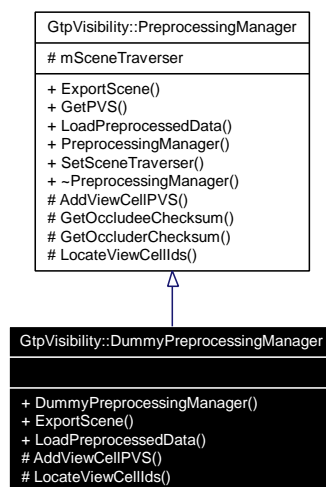 GtpVisibility::PreprocessingManager
# mSceneTraverser
+ ExportScene()
+ GetPVS()
+ LoadPreprocessedData()
+ PreprocessingManager()
+ SetSceneTraverser()
+ ~PreprocessingManager()
# AddViewCellPVS()
# GetOccludeeChecksum()
# GetOccluderChecksum()
# LocateViewCellIds()
GtpVisibility::DummyPreprocessingManager
+ DummyPreprocessingManager()
+ ExportScene()
+ LoadPreprocessedData()
# AddViewCellPVS()
# LocateViewCellIds()